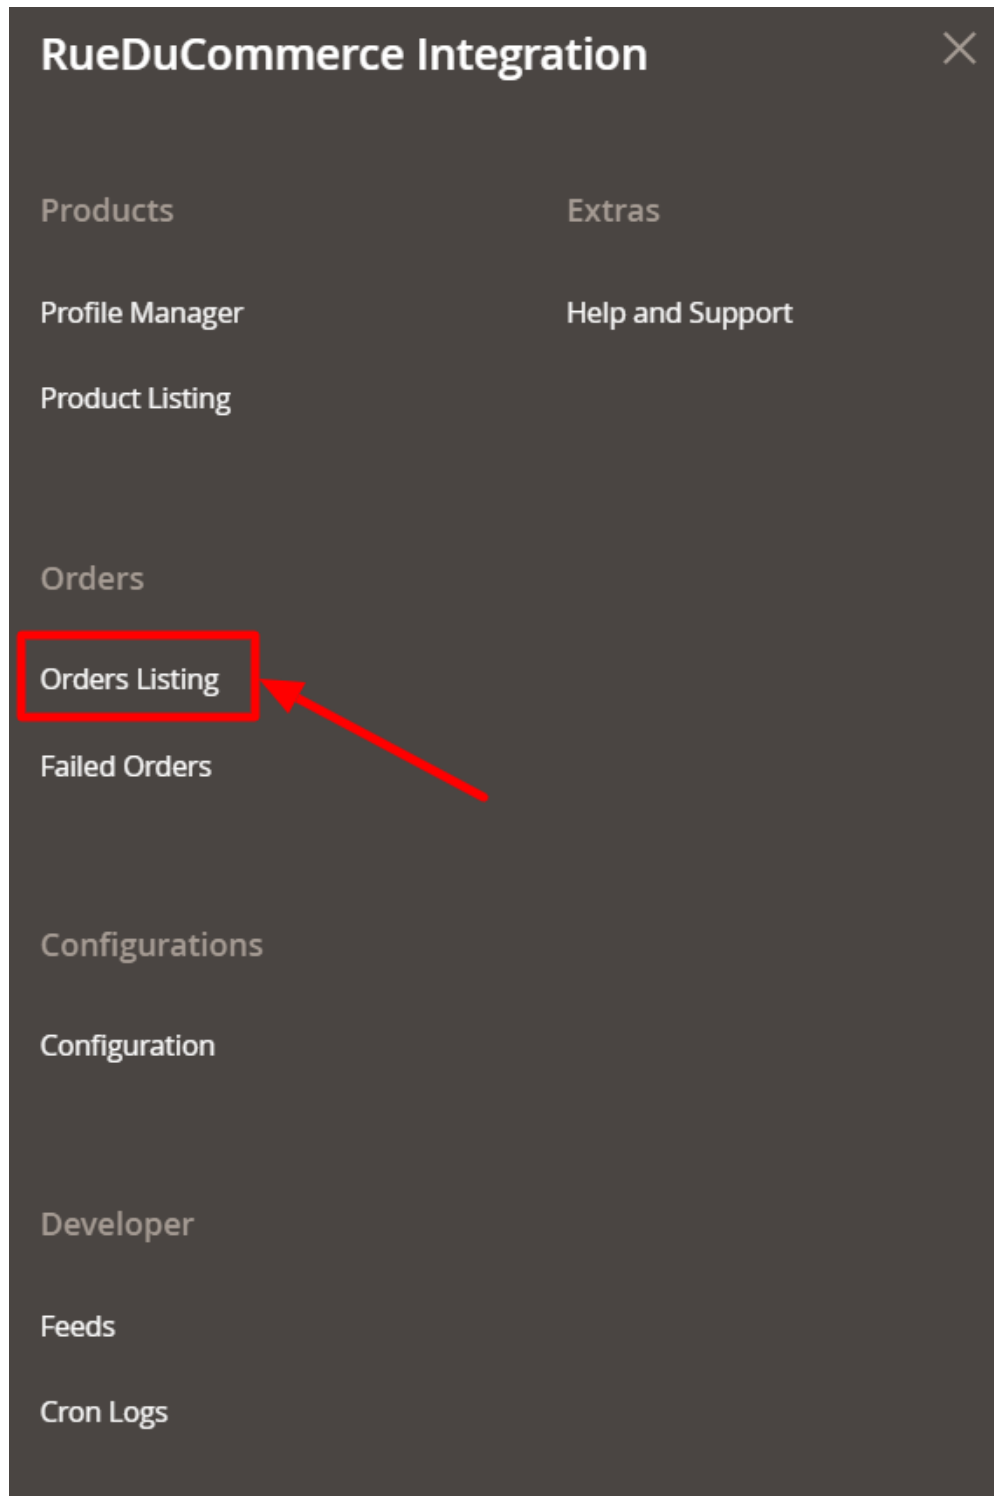 RueDuCommerce Integration
Products
Profile Manager
Product Listing
Orders
Orders Listing
Failed Orders
Configurations
Configuration
Developer
Feeds
Cron Logs
Extras
Help and Support